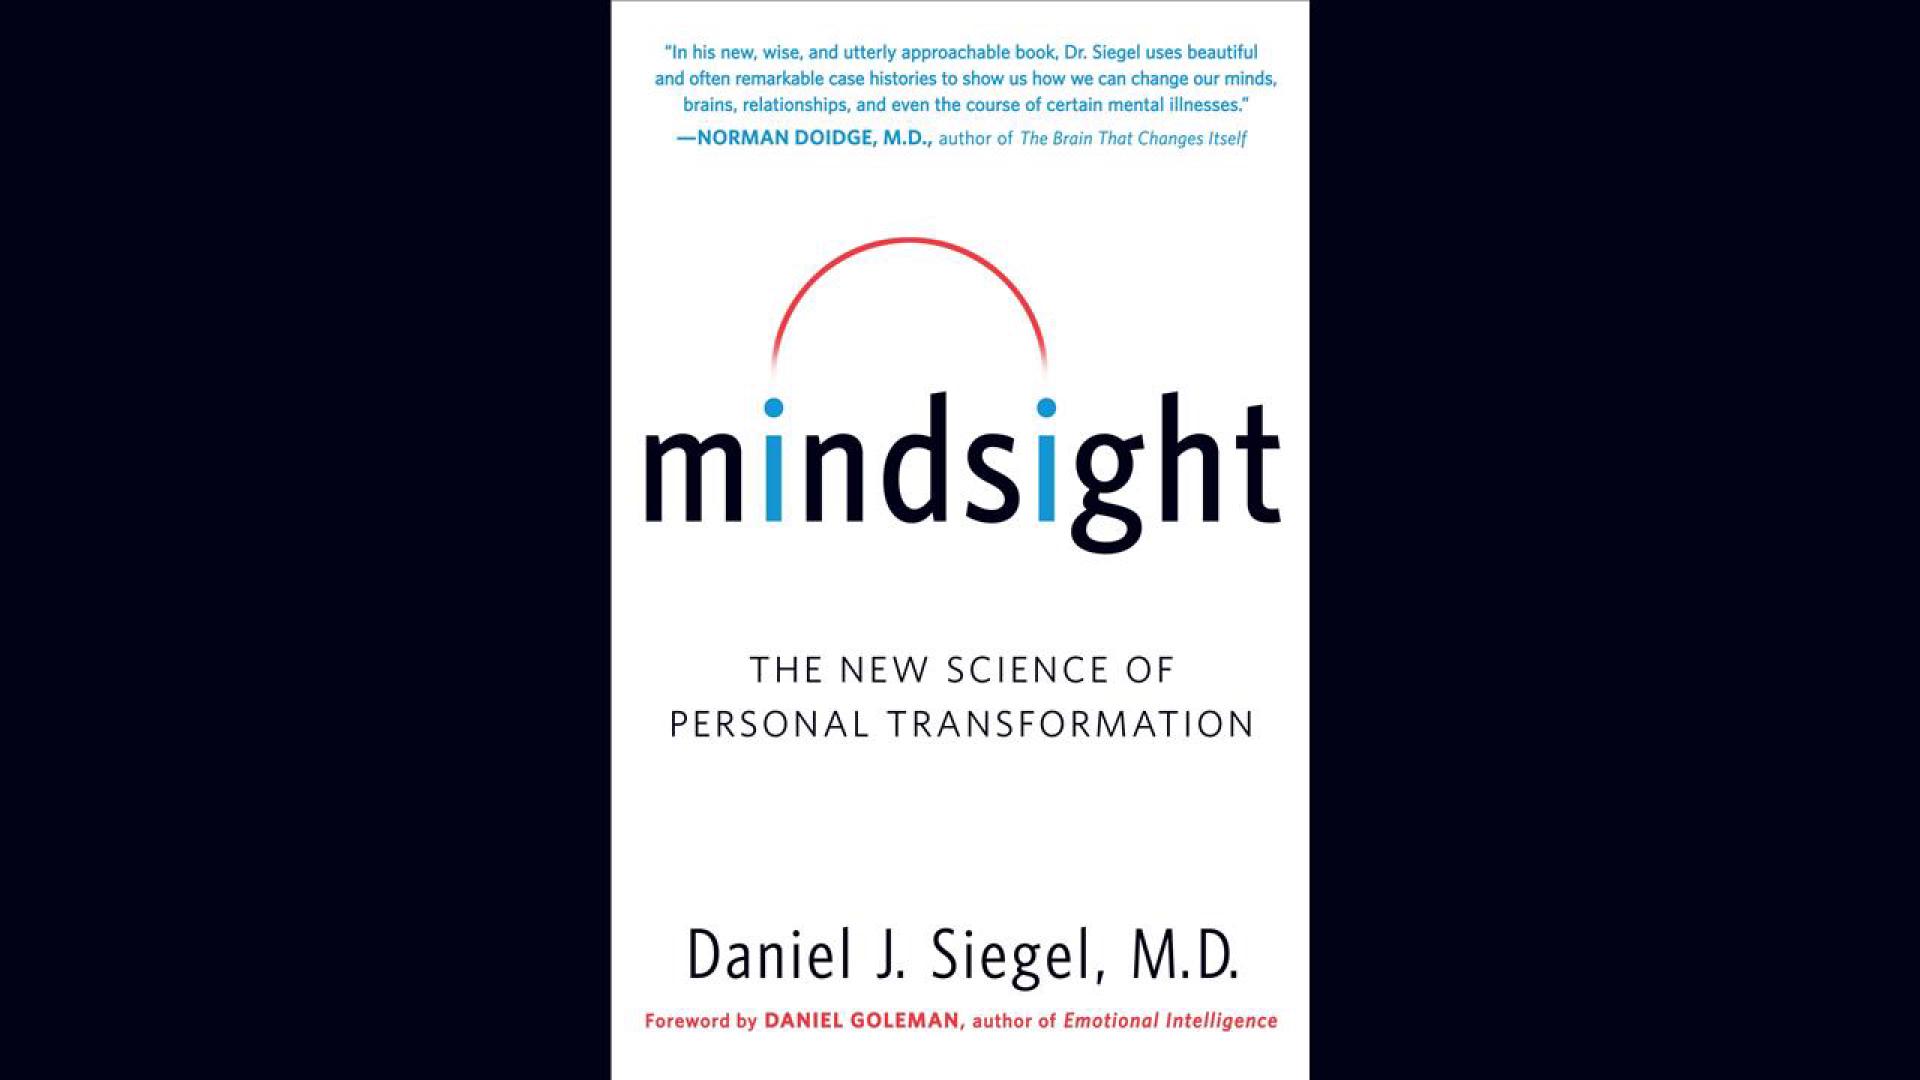 "In his new, wise, and utterly approachable book, Dr. Siegel uses beautiful
and often remarkable case histories to show us how we can change our minds,
brains, relationships, and even the course of certain mental illnesses."
—NORMAN DOIDGE, M.D., author of The Brain That Changes Itself
mindsight
THE NEW SCIENCE OF
PERSONAL TRANSFORMATION
Daniel J. Siegel, M.D.
Foreword by DANIEL GOLEMAN, author of Emotional Intelligence